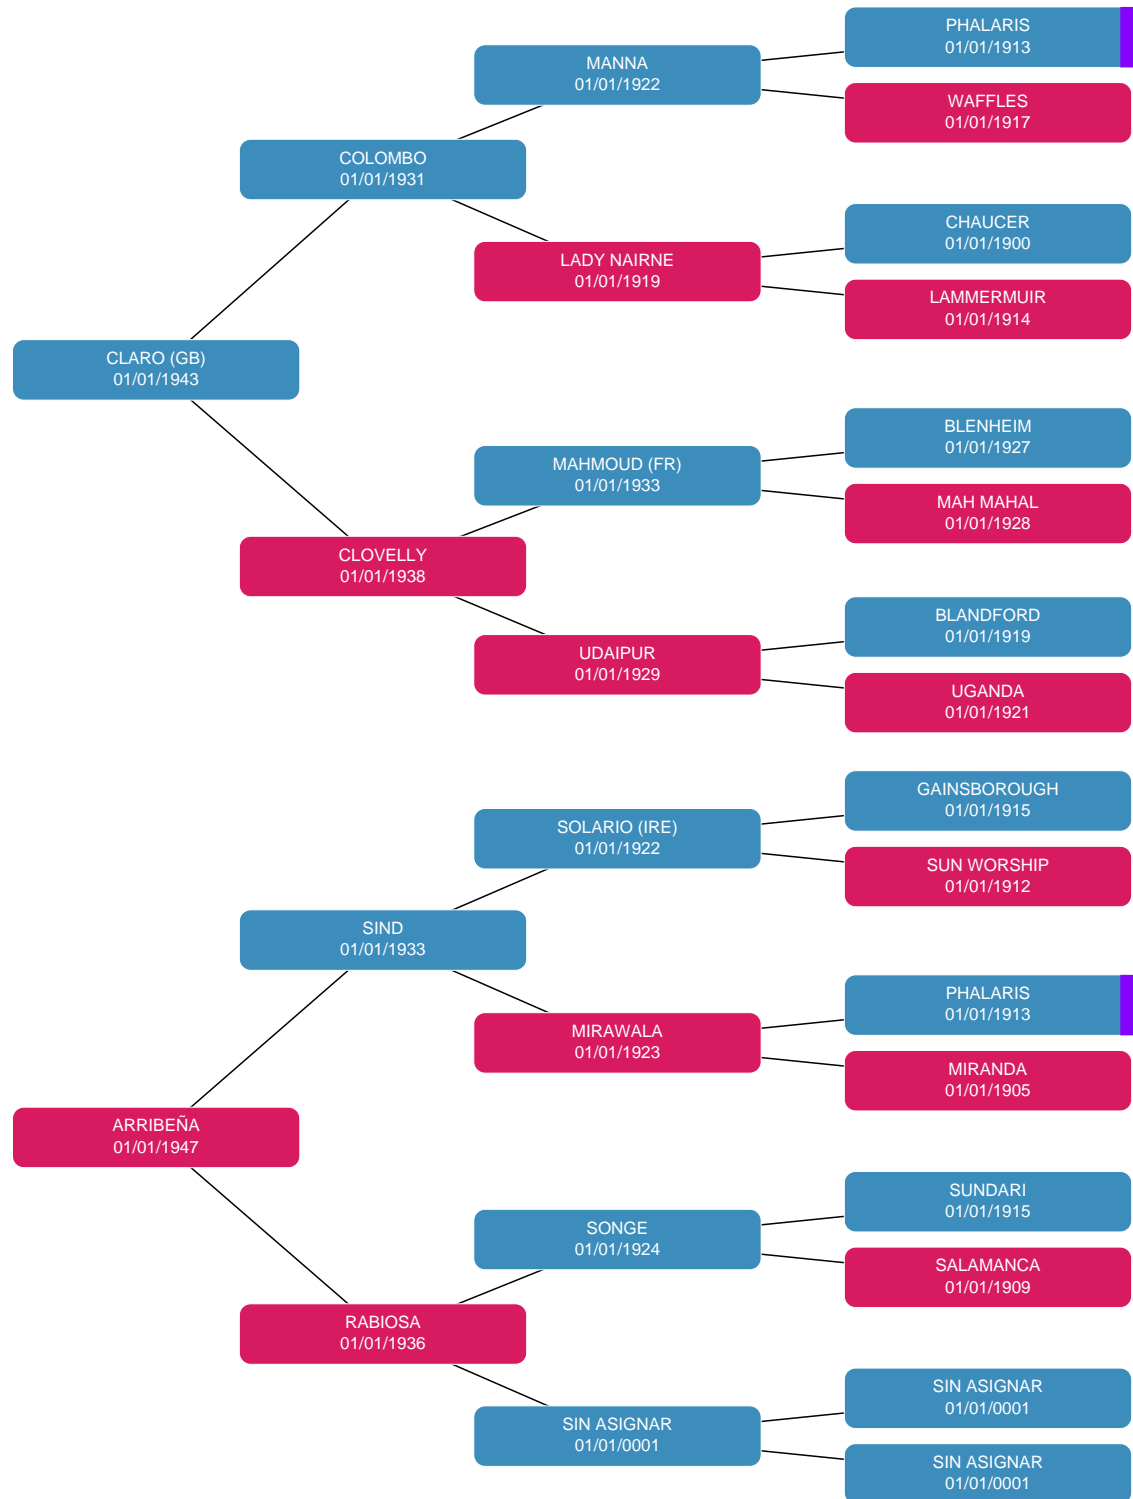 PHALARIS
01/01/1913
MANNA
01/01/1922
WAFFLES
01/01/1917
COLOMBO
01/01/1931
CHAUCER
01/01/1900
LADY NAIRNE
01/01/1919
LAMMERMUIR
01/01/1914
CLARO (GB)
01/01/1943
BLENHEIM
01/01/1927
MAHMOUD (FR)
01/01/1933
MAH MAHAL
01/01/1928
CLOVELLY
01/01/1938
BLANDFORD
01/01/1919
UDAIPUR
01/01/1929
UGANDA
01/01/1921
GAINSBOROUGH
01/01/1915
SOLARIO (IRE)
01/01/1922
SUN WORSHIP
01/01/1912
SIND
01/01/1933
PHALARIS
01/01/1913
MIRAWALA
01/01/1923
MIRANDA
01/01/1905
ARRIBEÑA
01/01/1947
SUNDARI
01/01/1915
SONGE
01/01/1924
SALAMANCA
01/01/1909
RABIOSA
01/01/1936
SIN ASIGNAR
01/01/0001
SIN ASIGNAR
01/01/0001
SIN ASIGNAR
01/01/0001